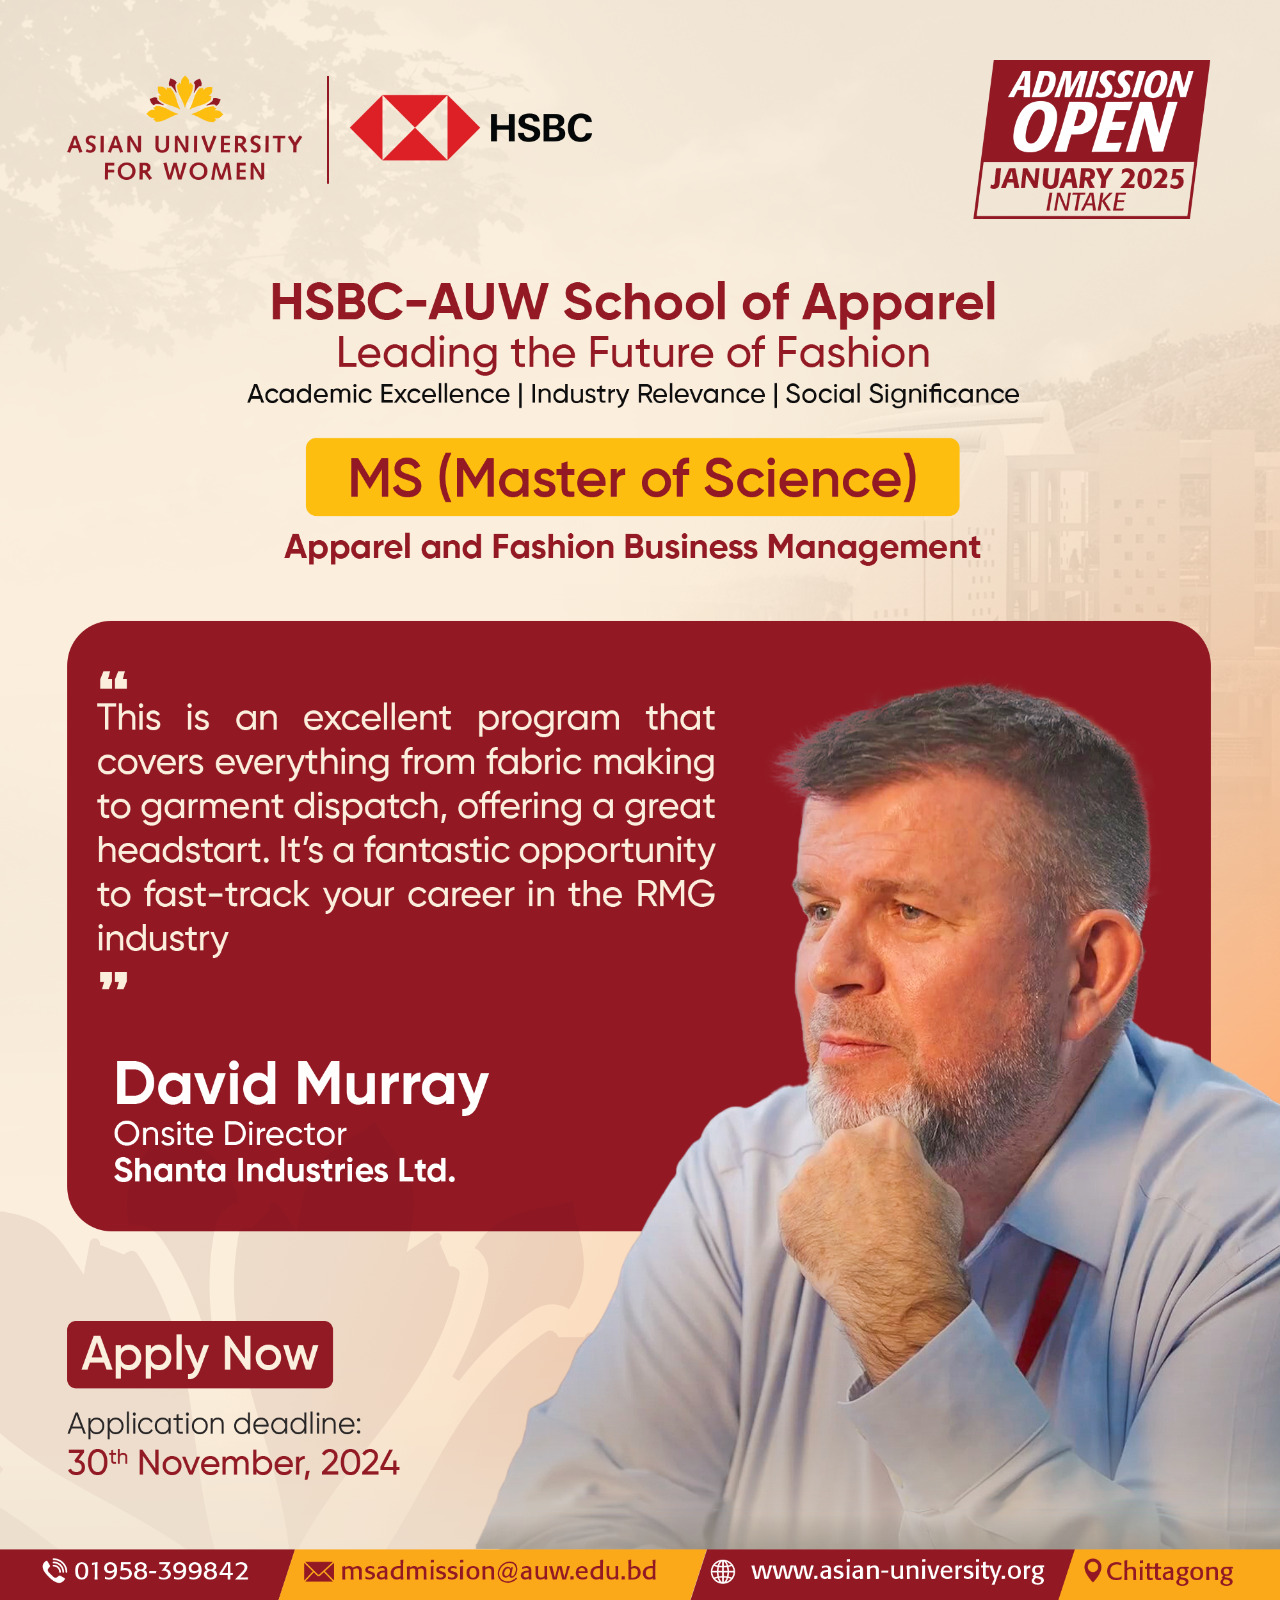 ASIAN UNIVERSITY
FOR WOMEN
HSBC
ADMISSION
OPEN
JANUARY 2025
INTAKE
HSBC-AUW School of Apparel
Leading the Future of Fashion
Academic Excellence | Industry Relevance | Social Significance
MS (Master of Science)
Apparel and Fashion Business Management
“
This is an excellent program that
covers everything from fabric making
to garment dispatch, offering a great
headstart. It’s a fantastic opportunity
to fast-track your career in the RMG
industry
”
David Murray
Onsite Director
Shanta Industries Ltd.
Apply Now
Application deadline:
30th November, 2024
01958-399842
msadmission@auw.edu.bd
www.asian-university.org
Chittagong